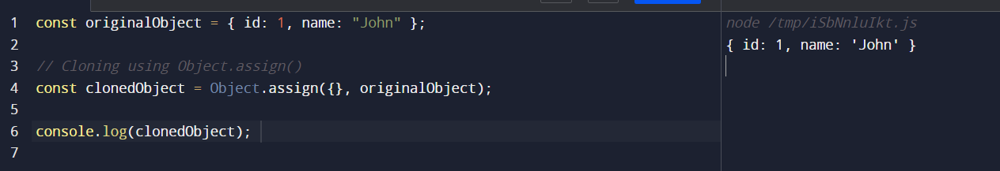 1 const originalObject = { id: 1, name: "John" };
2
3 // Cloning using Object.assign()
4 const clonedObject = Object.assign({}, originalObject);
5
6 console.log(clonedObject);
7
node /tmp/iSbNnluIkt.js
{ id: 1, name: 'John' }